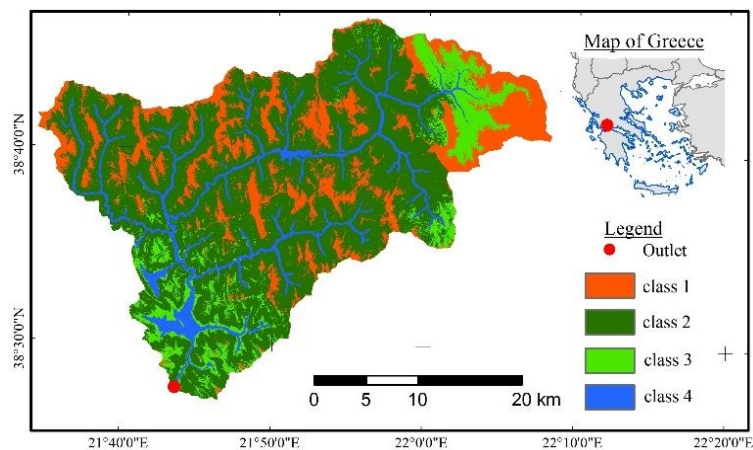 Map of Greece
38°40'0"N
38°30'0"N
Legend
Outlet
class 1
class 2
class 3
class 4
0 5 10 20 km
21°40'0"E 21°50'0"E 22°0'0"E 22°10'0"E 22°20'0"E